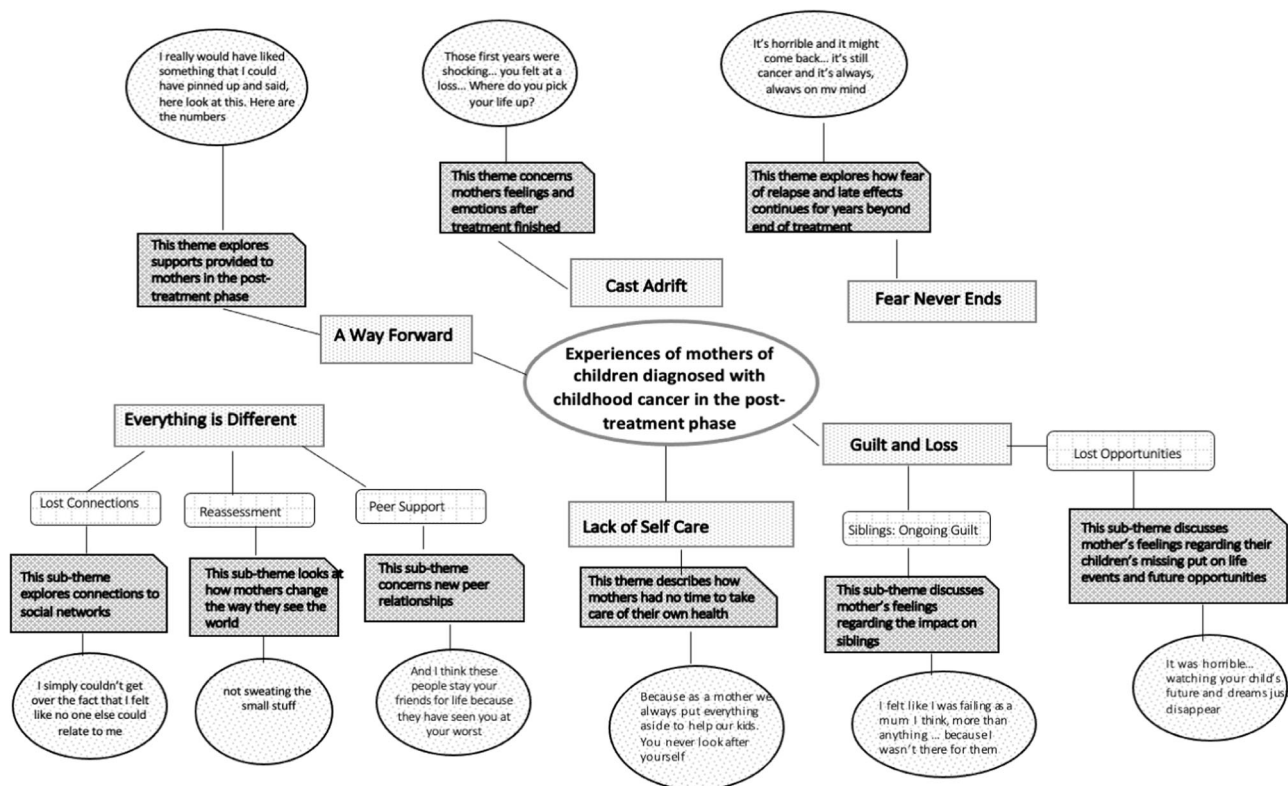 I really would have liked
something that I could
have pinned up and said,
here look at this. Here are
the numbers
Those first years were
shocking... you felt at a
loss... Where do you pick
your life up?
It's horrible and it might
come back... it's still
cancer and it's always,
always on my mind
This theme explores
supports provided to
mothers in the post-
treatment phase
This theme concerns
mothers feelings and
emotions after
treatment finished
This theme explores how fear
of relapse and late effects
continues for years beyond
end of treatment
A Way Forward
Cast Adrift
Fear Never Ends
Experiences of mothers of
children diagnosed with
childhood cancer in the post-
treatment phase
Everything is Different
Lost Connections
Reassessment
Peer Support
This sub-theme
explores connections to
social networks
This sub-theme looks at
how mothers change
the way they see the
world
This sub-theme
concerns new peer
relationships
I simply couldn't get
over the fact that I felt
like no one else could
relate to me
not sweating the
small stuff
And I think these
people stay your
friends for life because
they have seen you at
your worst
Lack of Self Care
This theme describes how
mothers had no time to take
care of their own health
Because as a mother we
always put everything
aside to help our kids.
You never look after
yourself
Guilt and Loss
Siblings: Ongoing Guilt
This sub-theme discusses
mother's feelings
regarding the impact on
siblings
I felt like I was failing as a
mum I think, more than
anything ... because I
wasn't there for them
Lost Opportunities
This sub-theme discusses
mother's feelings regarding their
children's missing put on life
events and future opportunities
It was horrible...
watching your child's
future and dreams jus
disappear